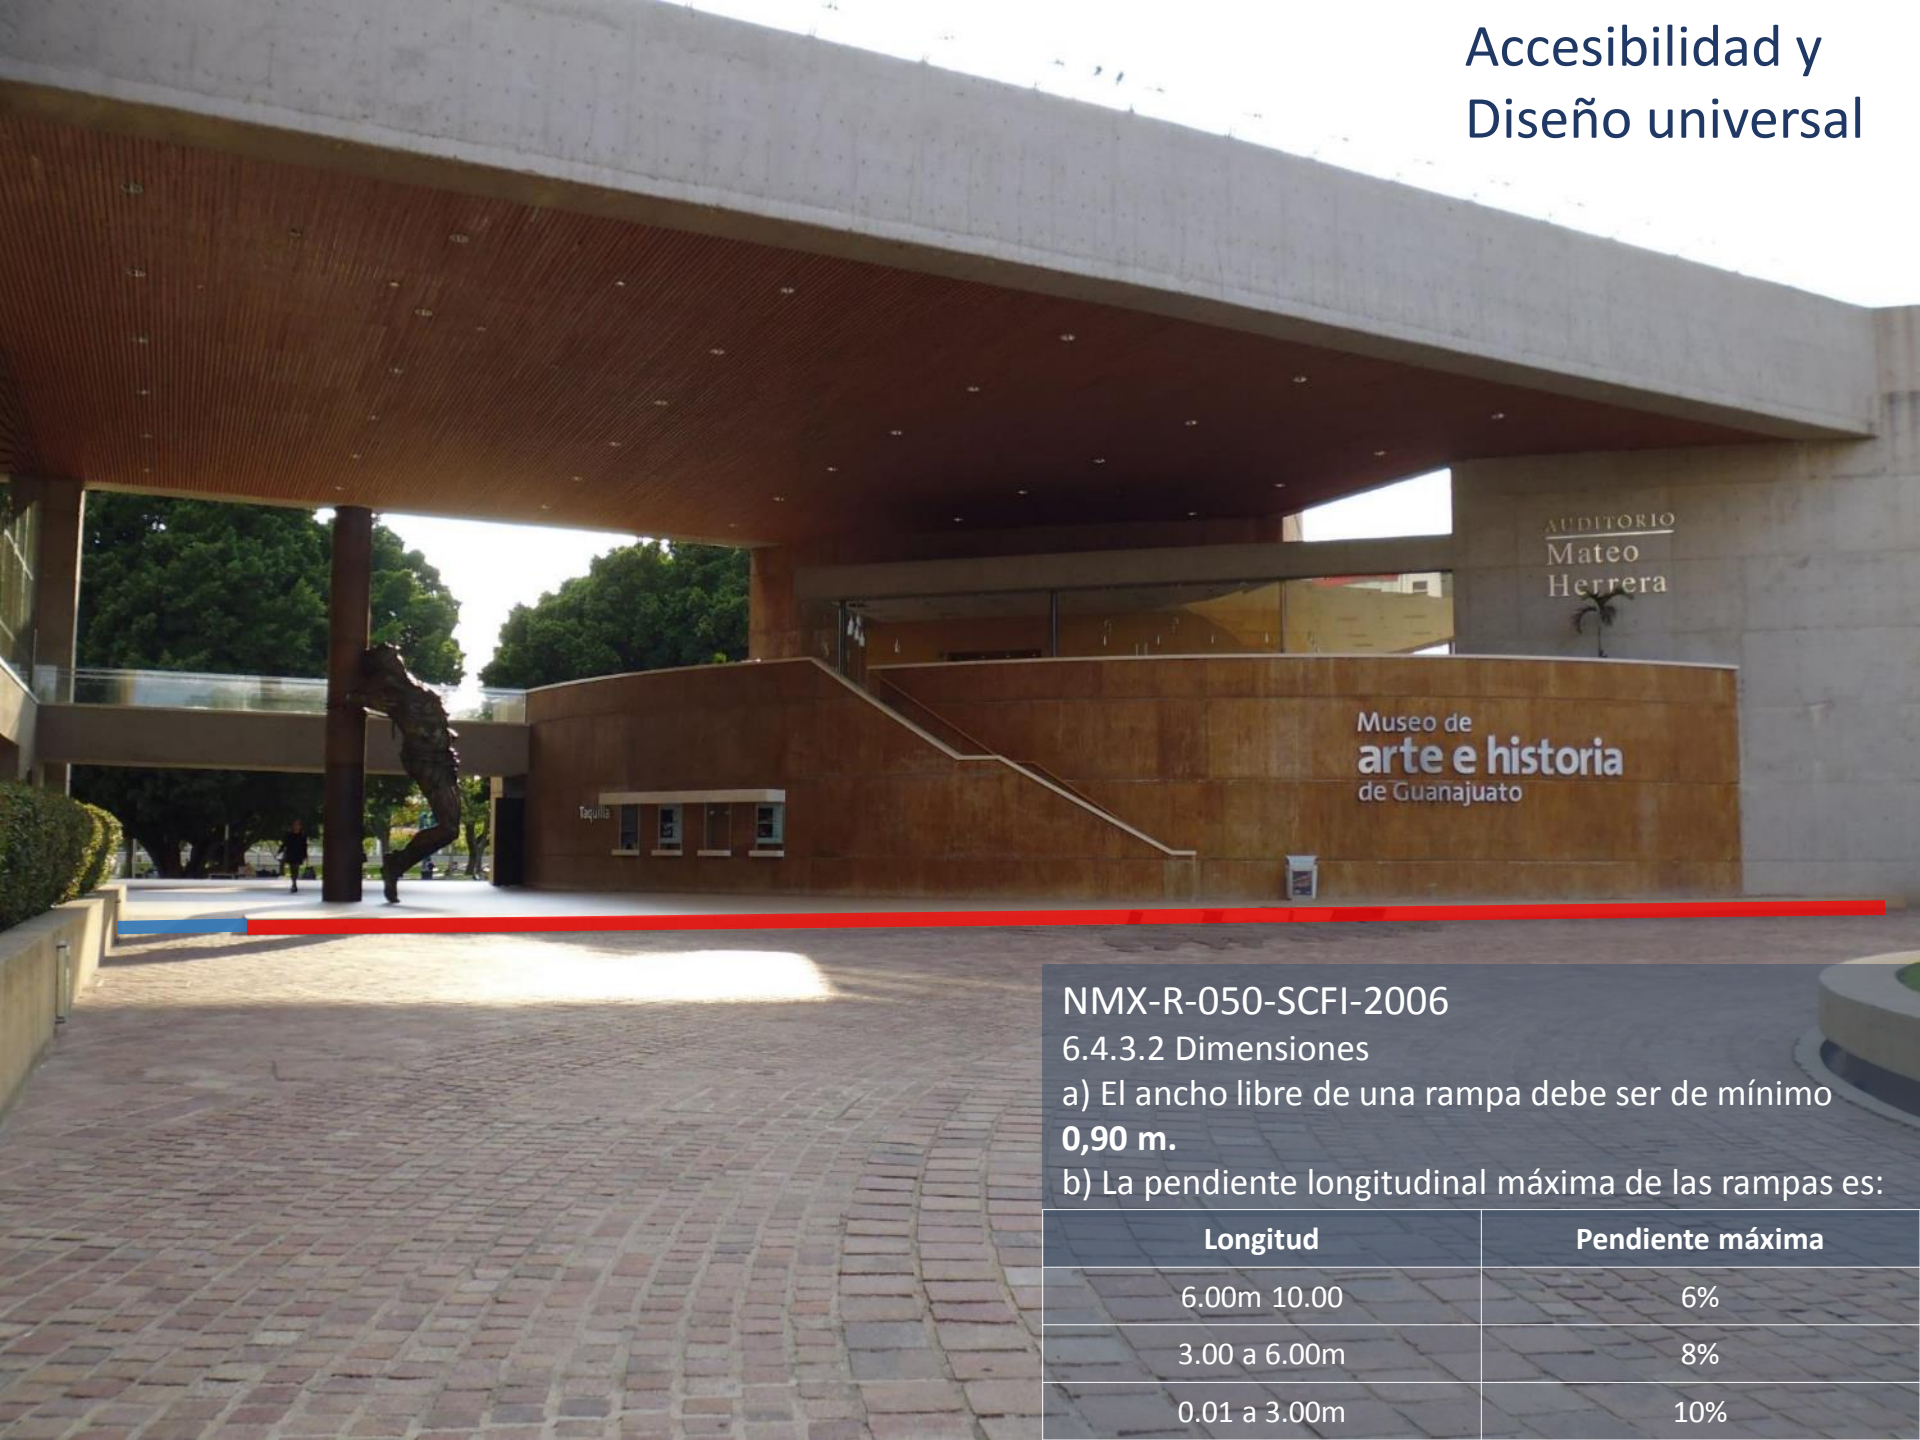 Accesibilidad y
Diseño universal
AUDITORIO
Mateo
Herrera
Museo de
arte e historia
de Guanajuato
Taquilla
NMX-R-050-SCFI-2006
6.4.3.2 Dimensiones
a) El ancho libre de una rampa debe ser de mínimo
0,90 m.
b) La pendiente longitudinal máxima de las rampas es:
Longitud Pendiente máxima
6.00m 10.00 6%
3.00 a 6.00m 8%
0.01 a 3.00m 10%